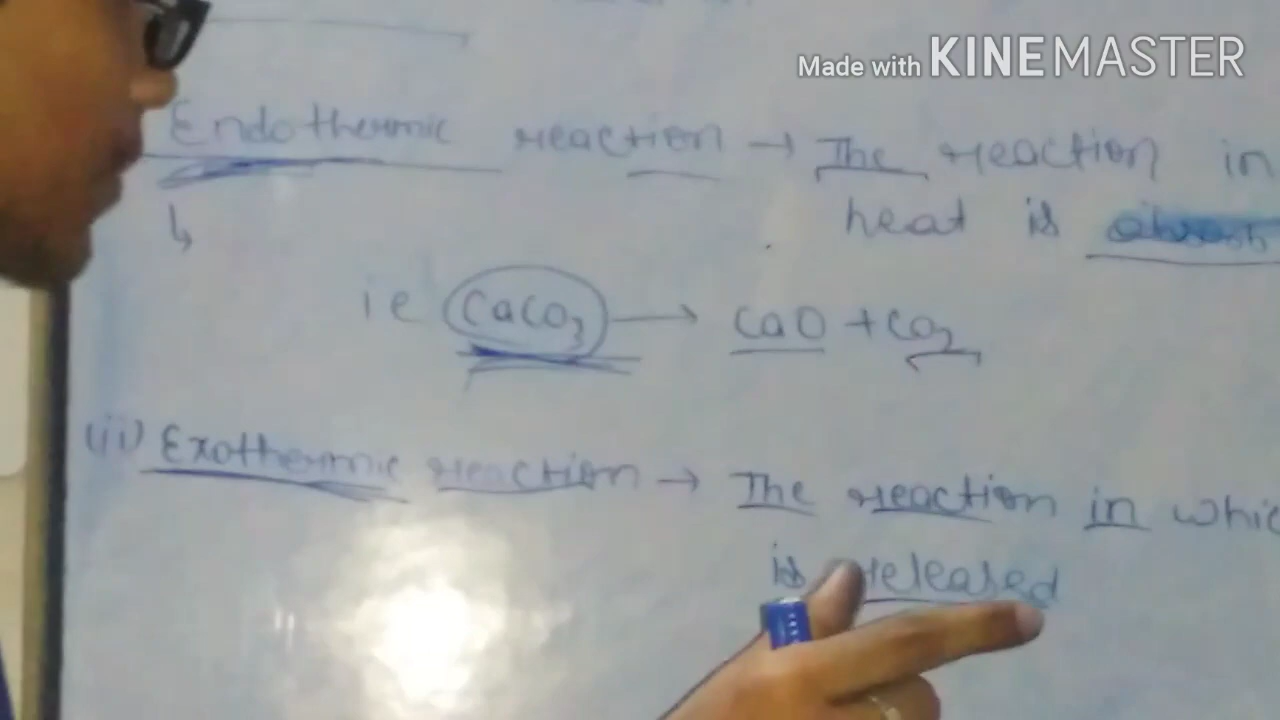 Made with KINEMASTER
Endothermic reaction → The reaction in
heat is
ie CaCO3 → CaO + CO2
(ii) Exothermic reaction → The reaction in whic
is released